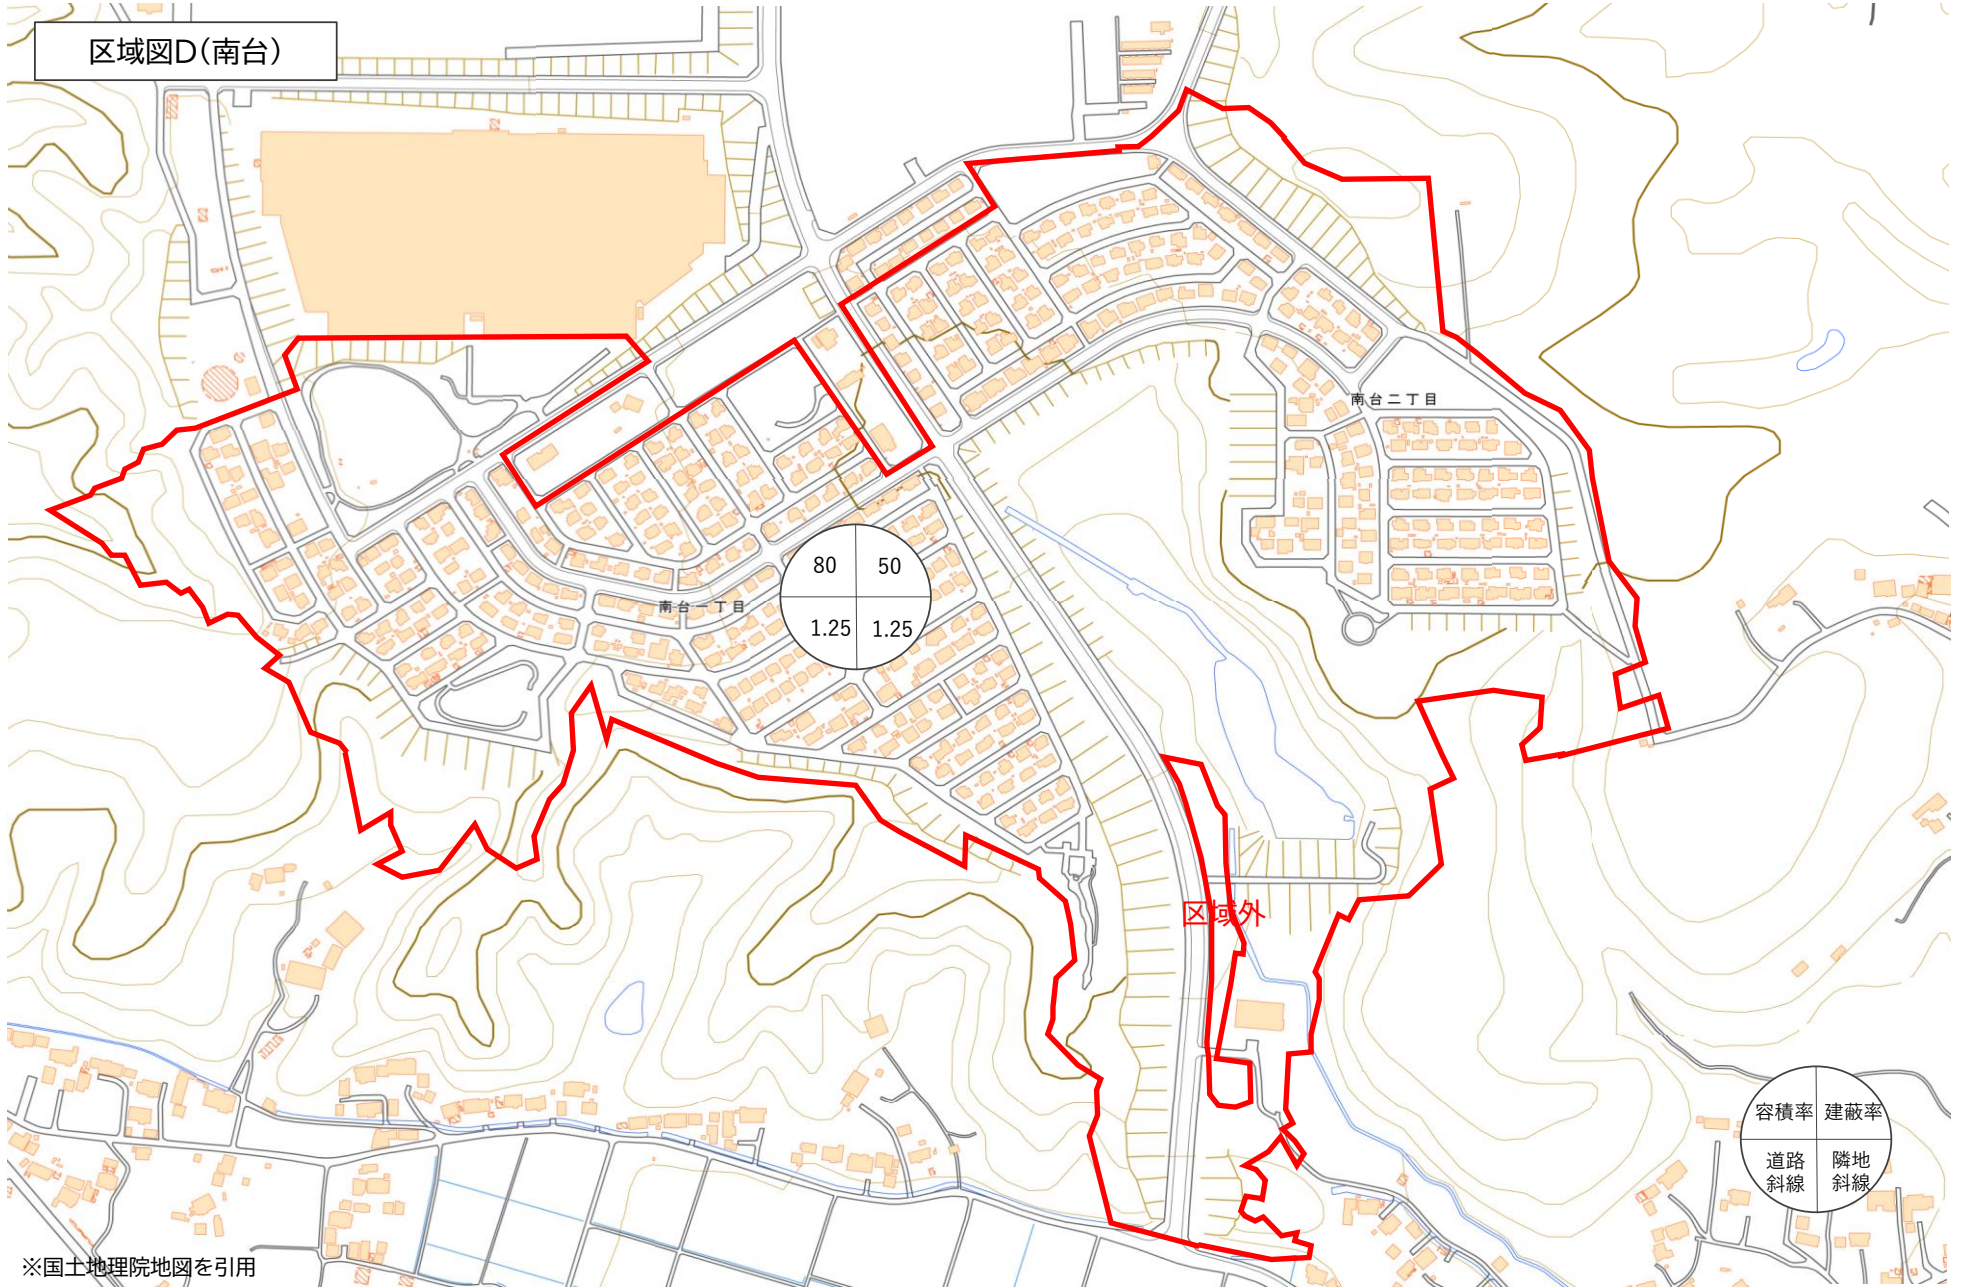 区域図D(南台)
南台二丁目
80 50
南台一丁目
1.25 1.25
区域外
容積率 建蔽率
道路 隣地
斜線 斜線
※国土地理院地図を引用